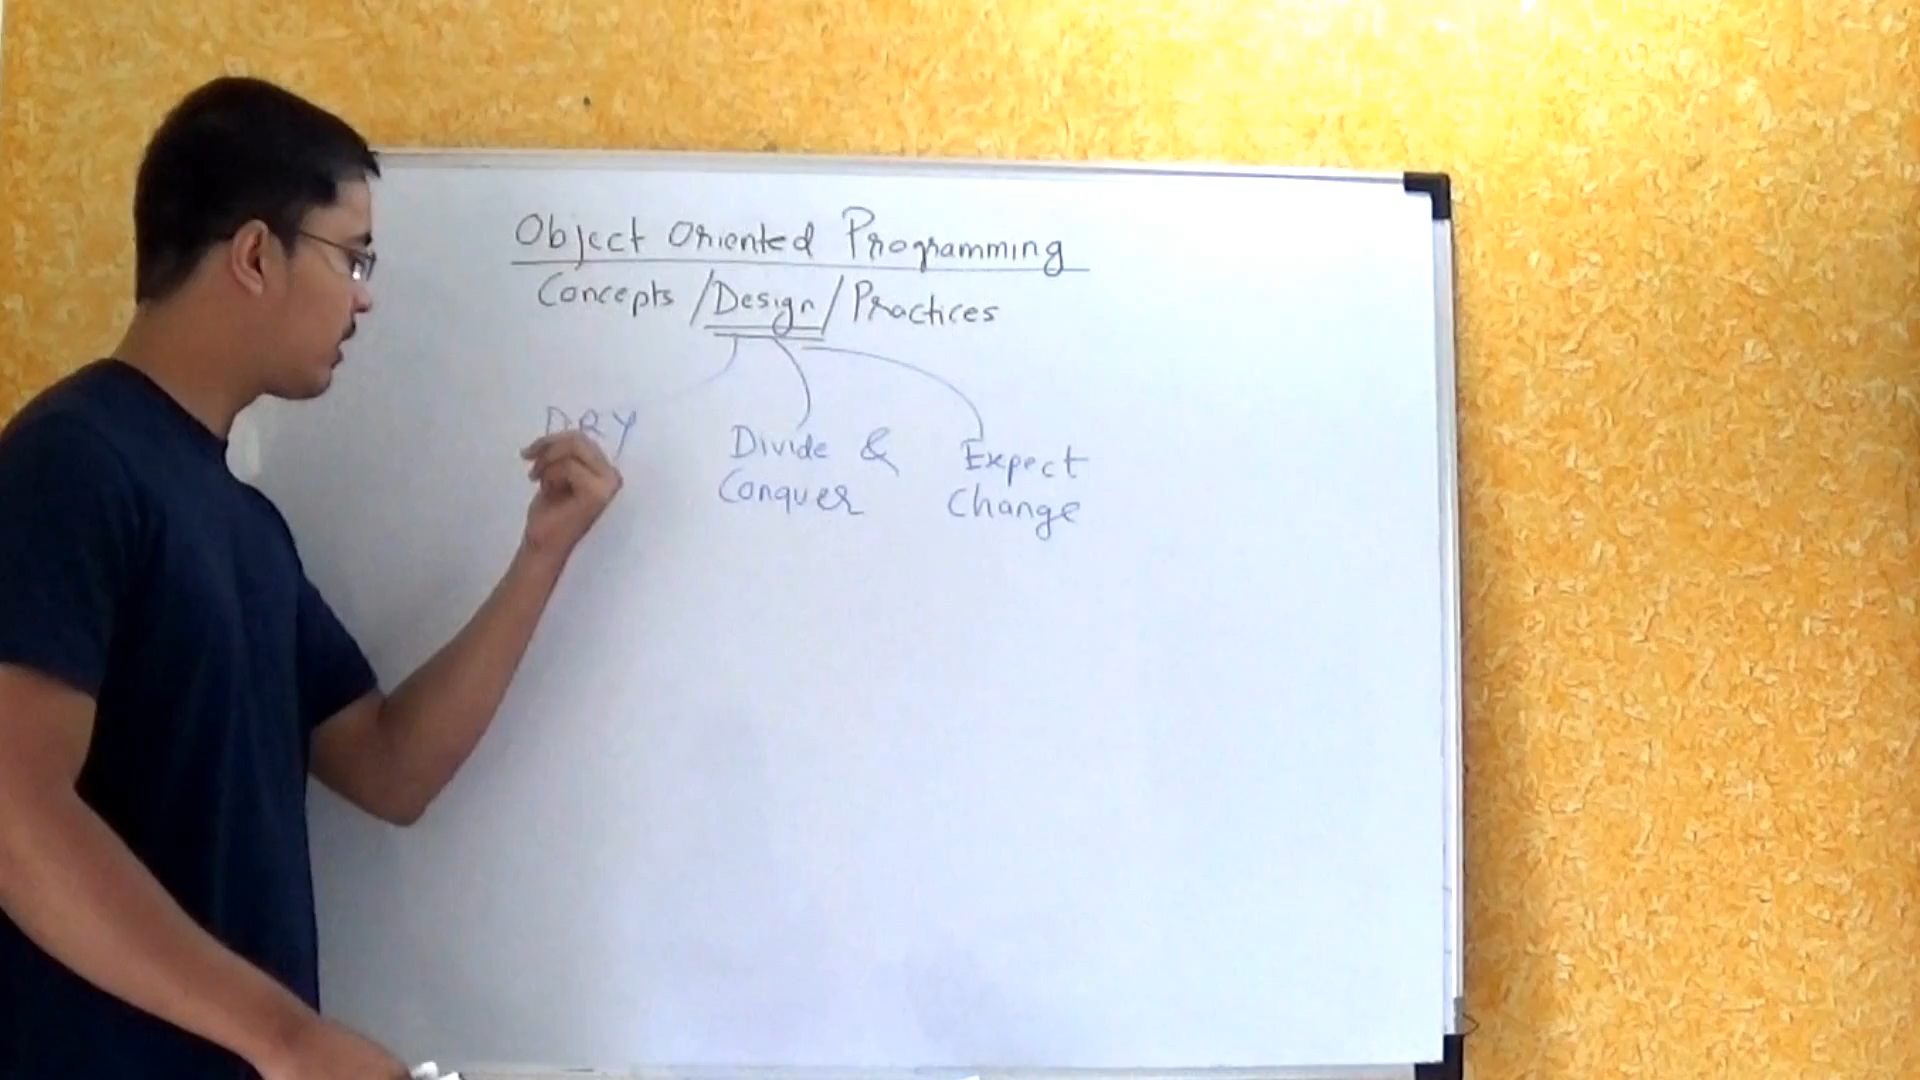 Object Oriented Programming
Concepts / Design / Practices
DRY
Divide &
Conquer
Expect
Change